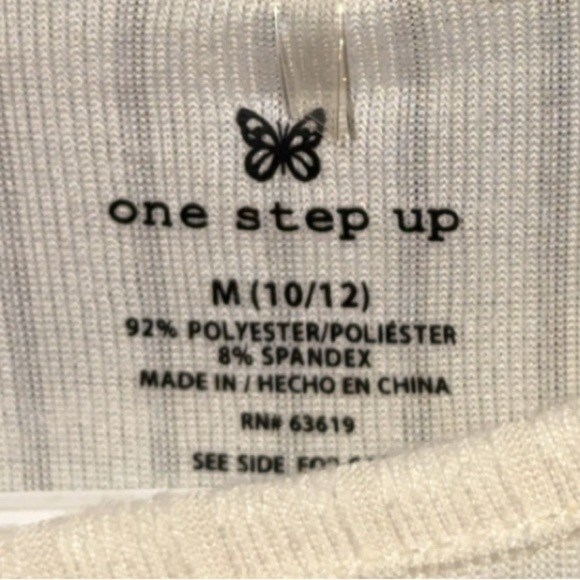 one step up
M (10/12)
92% POLYESTER/POLIÉSTER
8% SPANDEX
MADE IN / HECHO EN CHINA
RN# 63619
SEE SIDE FOR